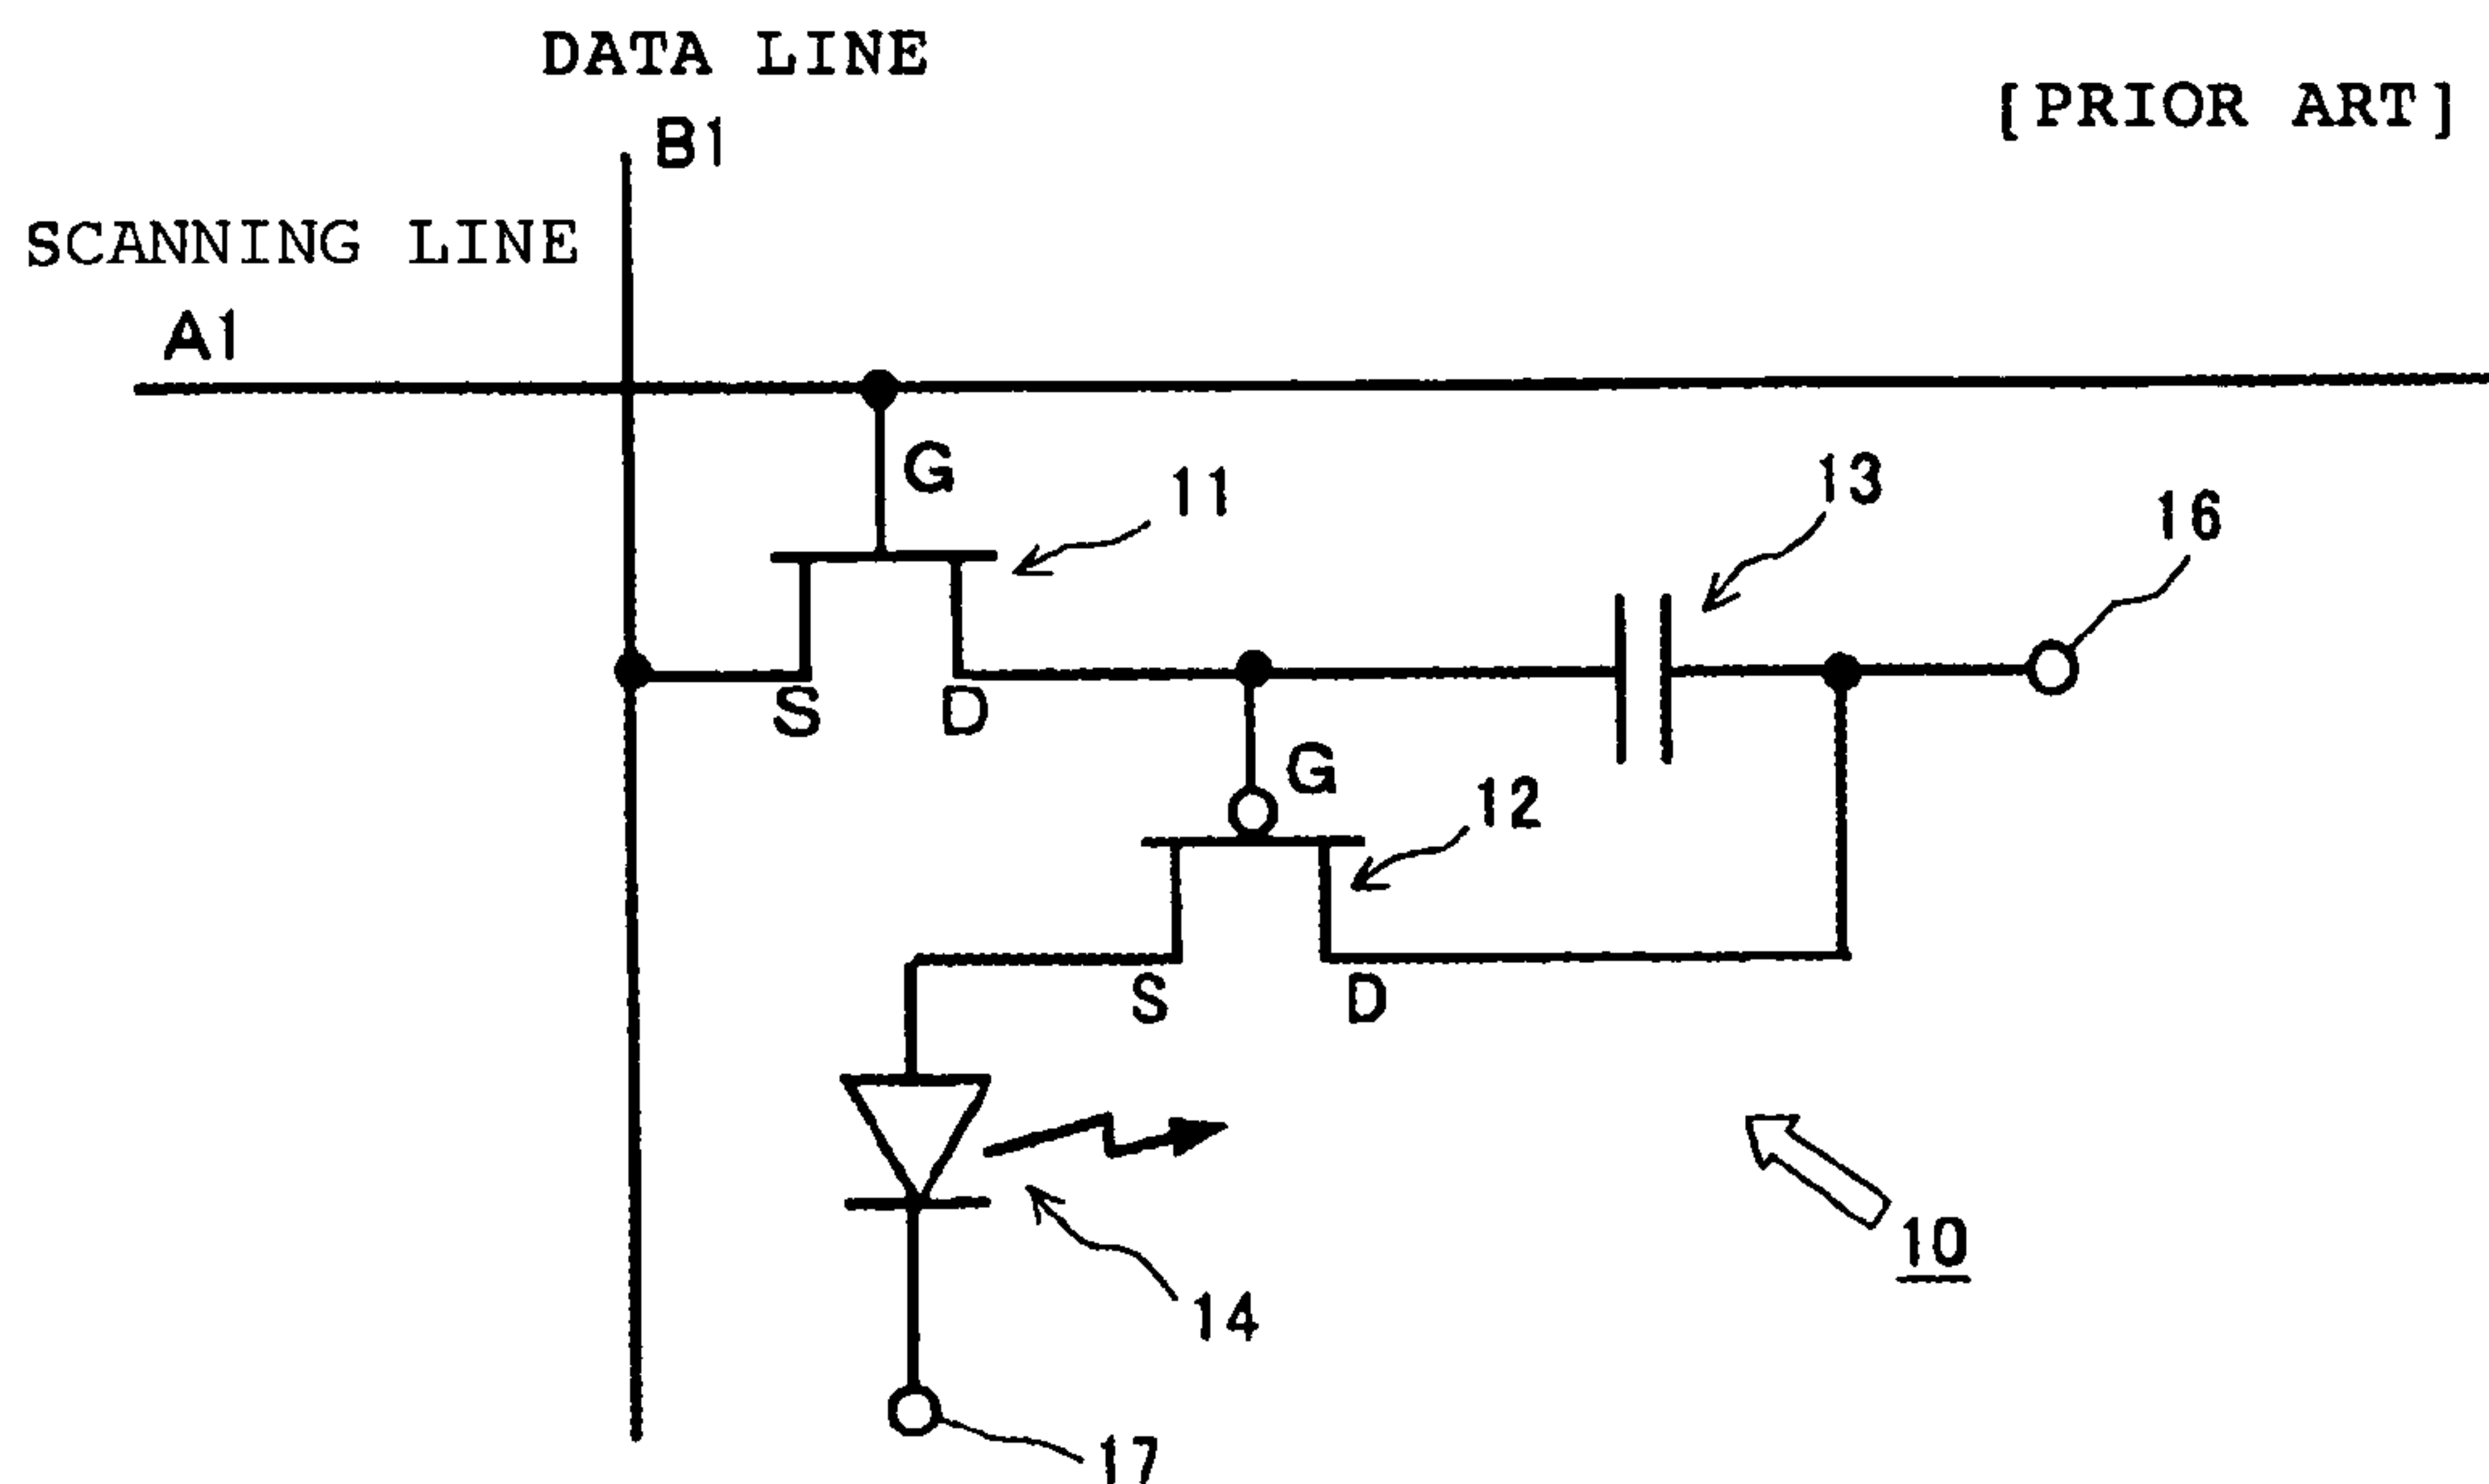 DATA LINE
[PRIOR ART]
B1
SCANNING LINE
A1
G
11
13
16
S
D
G
12
S
D
10
14
17